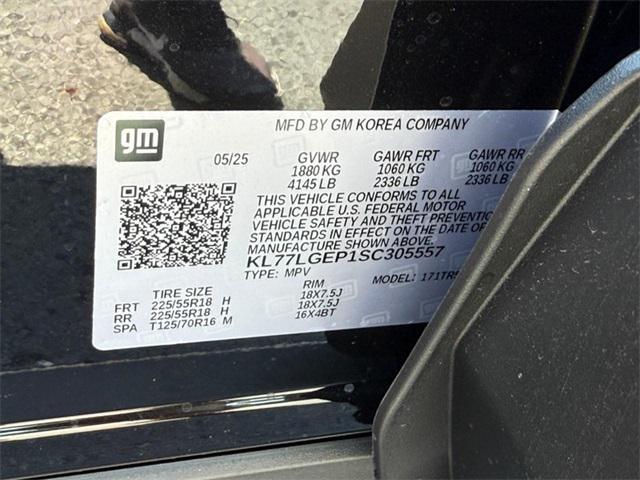 gm
MFD BY GM KOREA COMPANY
05/25 GVWR GAWR FRT GAWR RR
1880 KG 1060 KG 1060 KG
4145 LB 2336 LB 2336 LB
THIS VEHICLE CONFORMS TO ALL
APPLICABLE U.S. FEDERAL MOTOR
VEHICLE SAFETY AND THEFT PREVENTIO
STANDARDS IN EFFECT ON THE DATE OF
MANUFACTURE SHOWN ABOVE.
KL77LGEP1SC305557
TYPE: MPV MODEL: 171TR5
TIRE SIZE RIM
FRT 225/55R18 H 18X7.5J
RR 225/55R18 H 18X7.5J
SPA T125/70R16 M 16X4BT